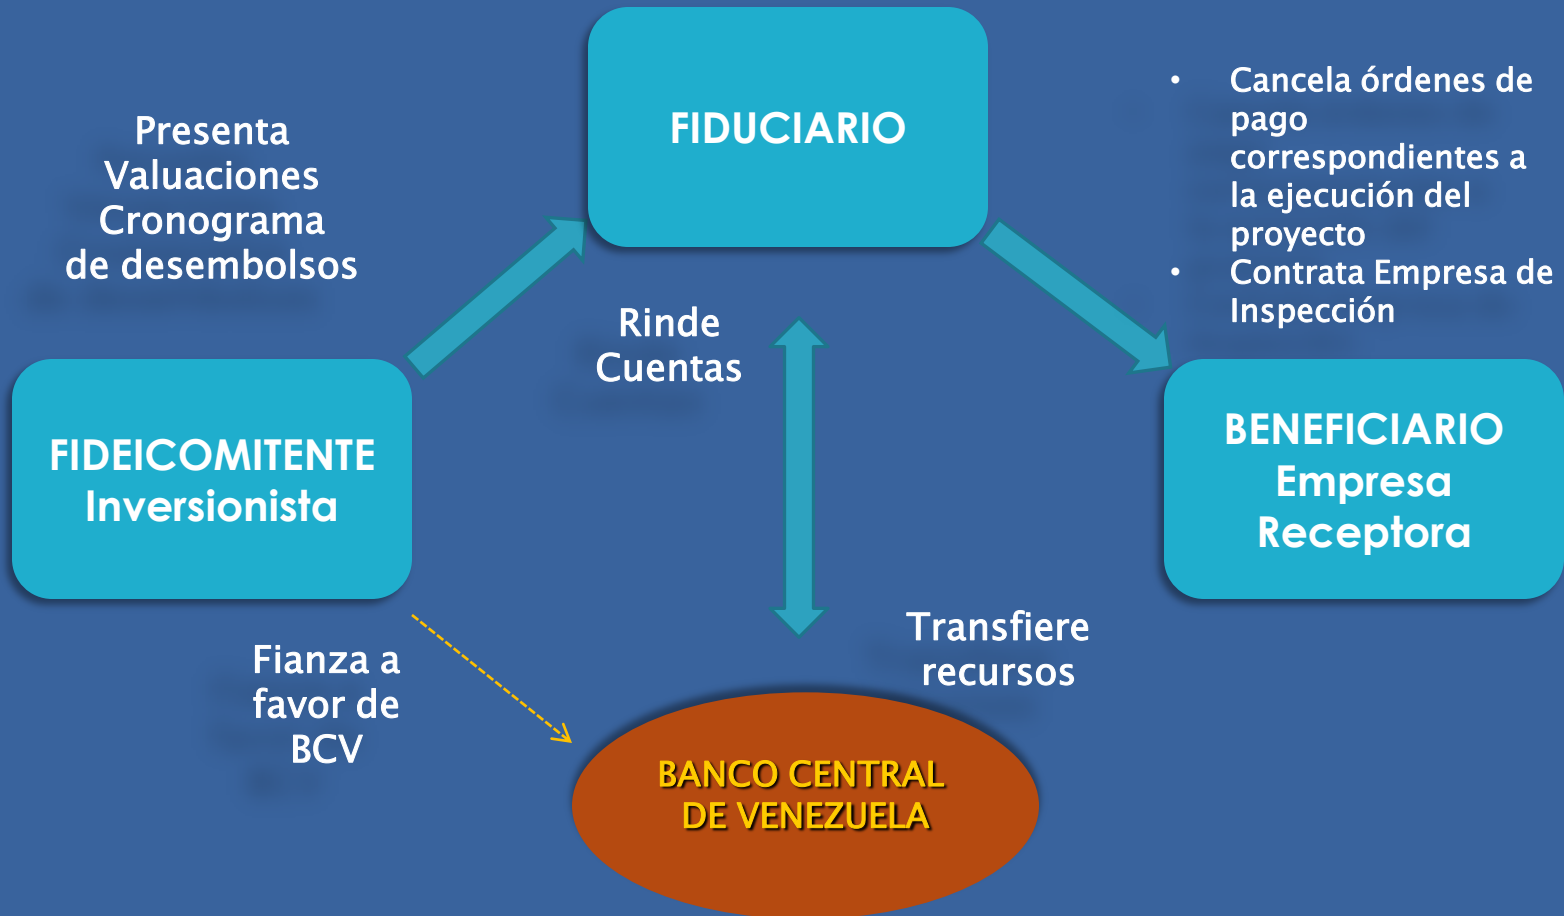 FIDUCIARIO
Presenta
Valuaciones
Cronograma
de desembolsos
• Cancela órdenes de
pago
correspondientes a
la ejecución del
proyecto
• Contrata Empresa de
Inspección
Rinde
Cuentas
FIDEICOMITENTE
Inversionista
BENEFICIARIO
Empresa
Receptora
Fianza a
favor de
BCV
Transfiere
recursos
BANCO CENTRAL
DE VENEZUELA